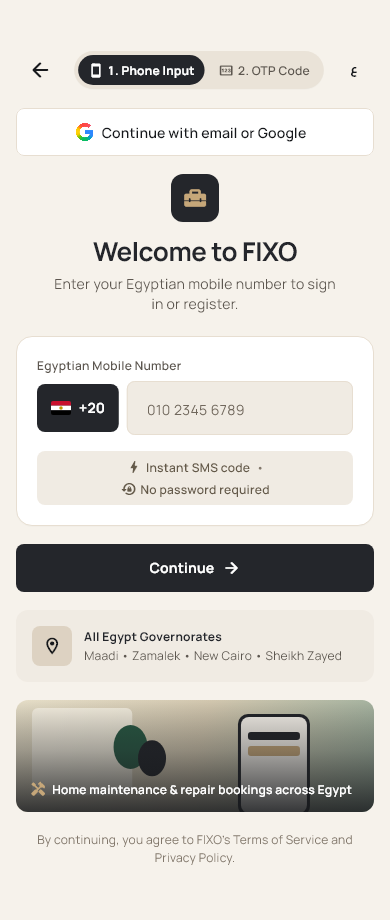 1. Phone Input
123
2. OTP Code
ع
Continue with email or Google
Welcome to FIXO
Enter your Egyptian mobile number to sign
in or register.
Egyptian Mobile Number
+20
010 2345 6789
Instant SMS code •
No password required
Continue
All Egypt Governorates
Maadi • Zamalek • New Cairo • Sheikh Zayed
Home maintenance & repair bookings across Egypt
By continuing, you agree to FIXO's Terms of Service and
Privacy Policy.